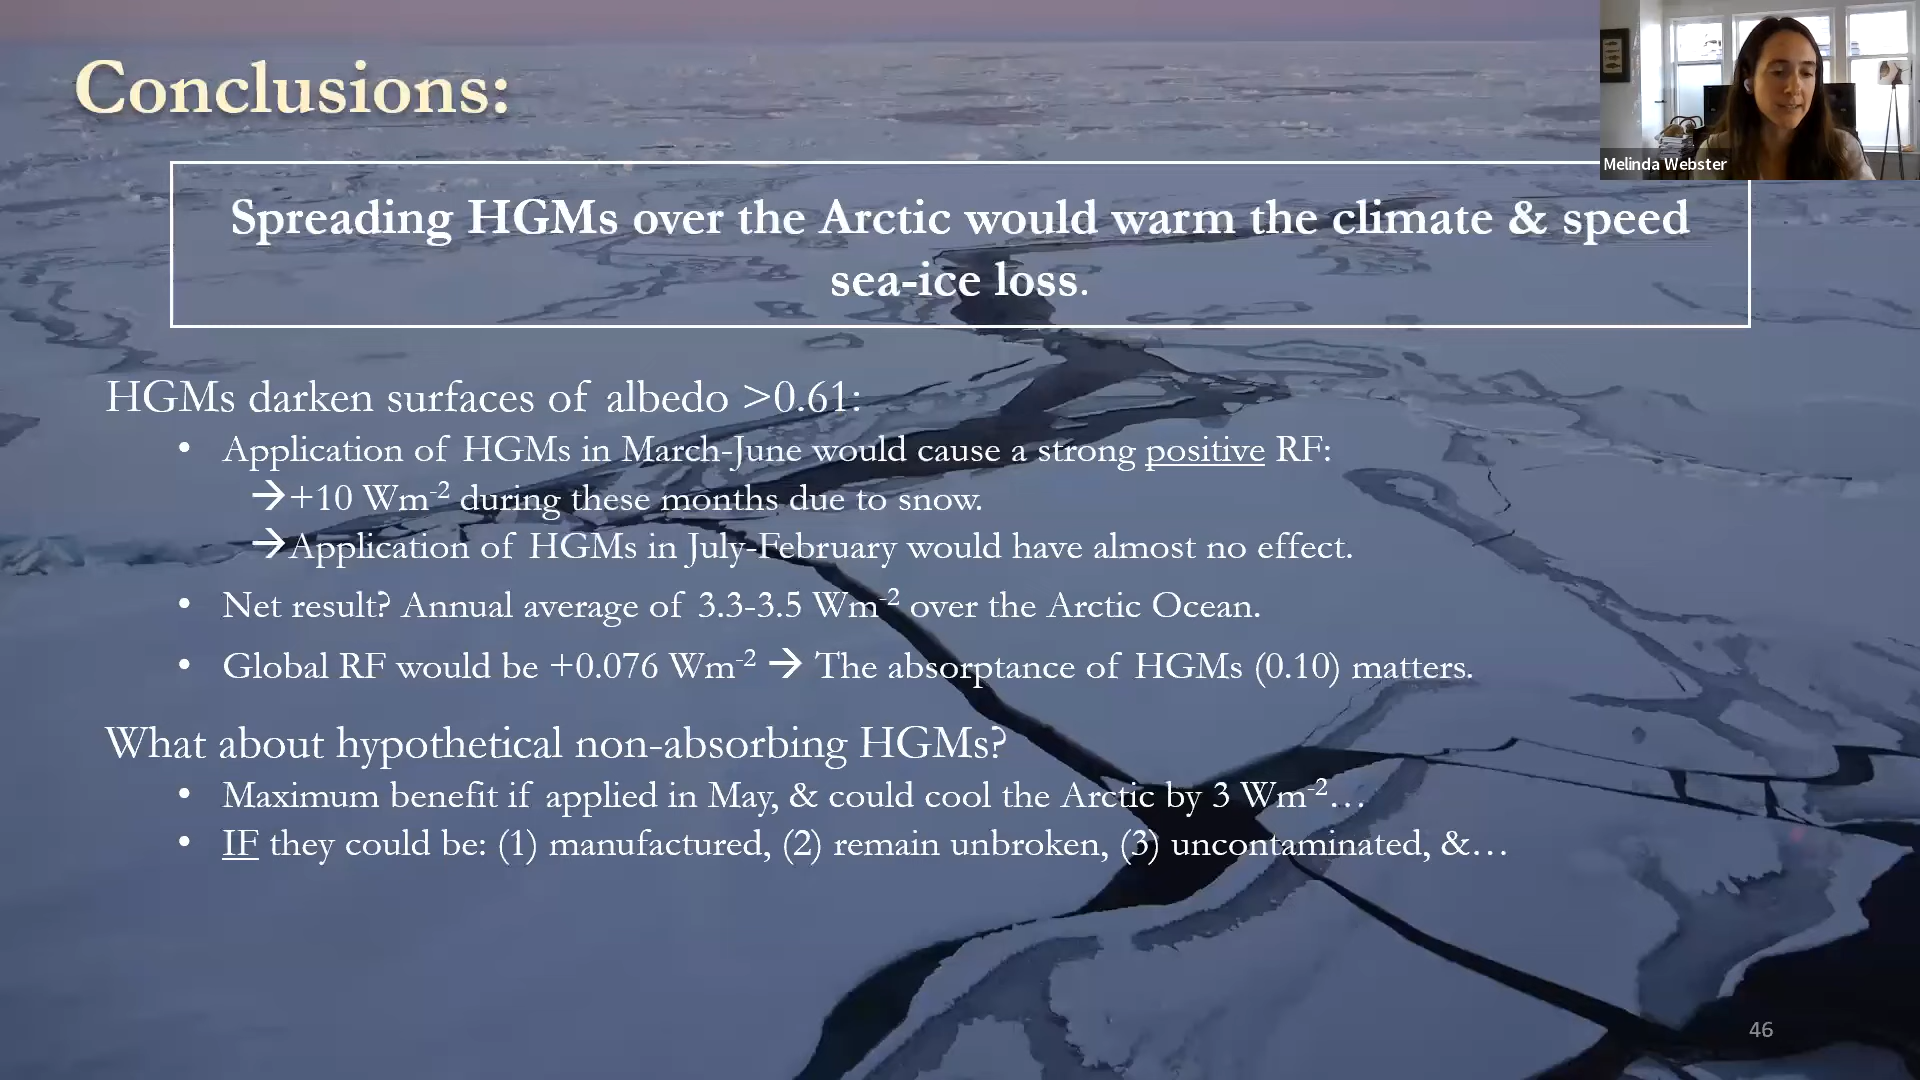 Conclusions:
Melinda Webster
Spreading HGMs over the Arctic would warm the climate & speed
sea-ice loss.
HGMs darken surfaces of albedo >0.61:
• Application of HGMs in March-June would cause a strong positive RF:
→+10 Wm⁻² during these months due to snow.
→Application of HGMs in July-February would have almost no effect.
• Net result? Annual average of 3.3-3.5 Wm⁻² over the Arctic Ocean.
• Global RF would be +0.076 Wm⁻² → The absorptance of HGMs (0.10) matters.
What about hypothetical non-absorbing HGMs?
• Maximum benefit if applied in May, & could cool the Arctic by 3 Wm⁻²…
• IF they could be: (1) manufactured, (2) remain unbroken, (3) uncontaminated, &…
46